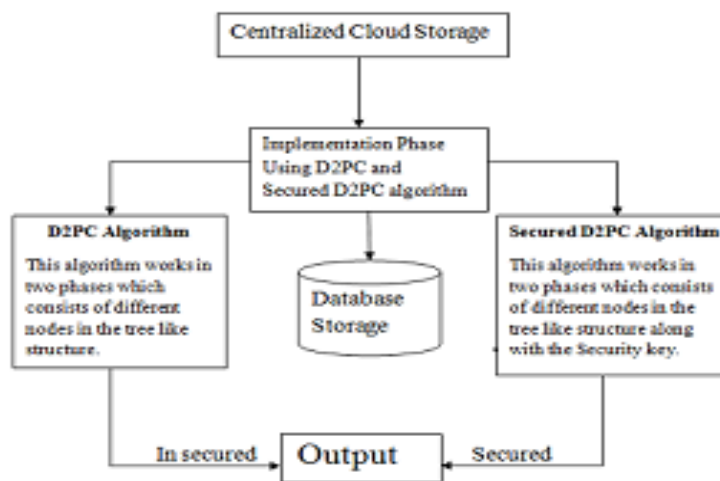 Centralized Cloud Storage
Implementation Phase
Using D2PC and
Secured D2PC algorithm
D2PC Algorithm
This algorithm works in
two phases which
consists of different
nodes in the tree like
structure.
Database
Storage
Secured D2PC Algorithm
This algorithm works in
two phases which consists
of different nodes in the
tree like structure along
with the Security key.
In secured
Output
Secured